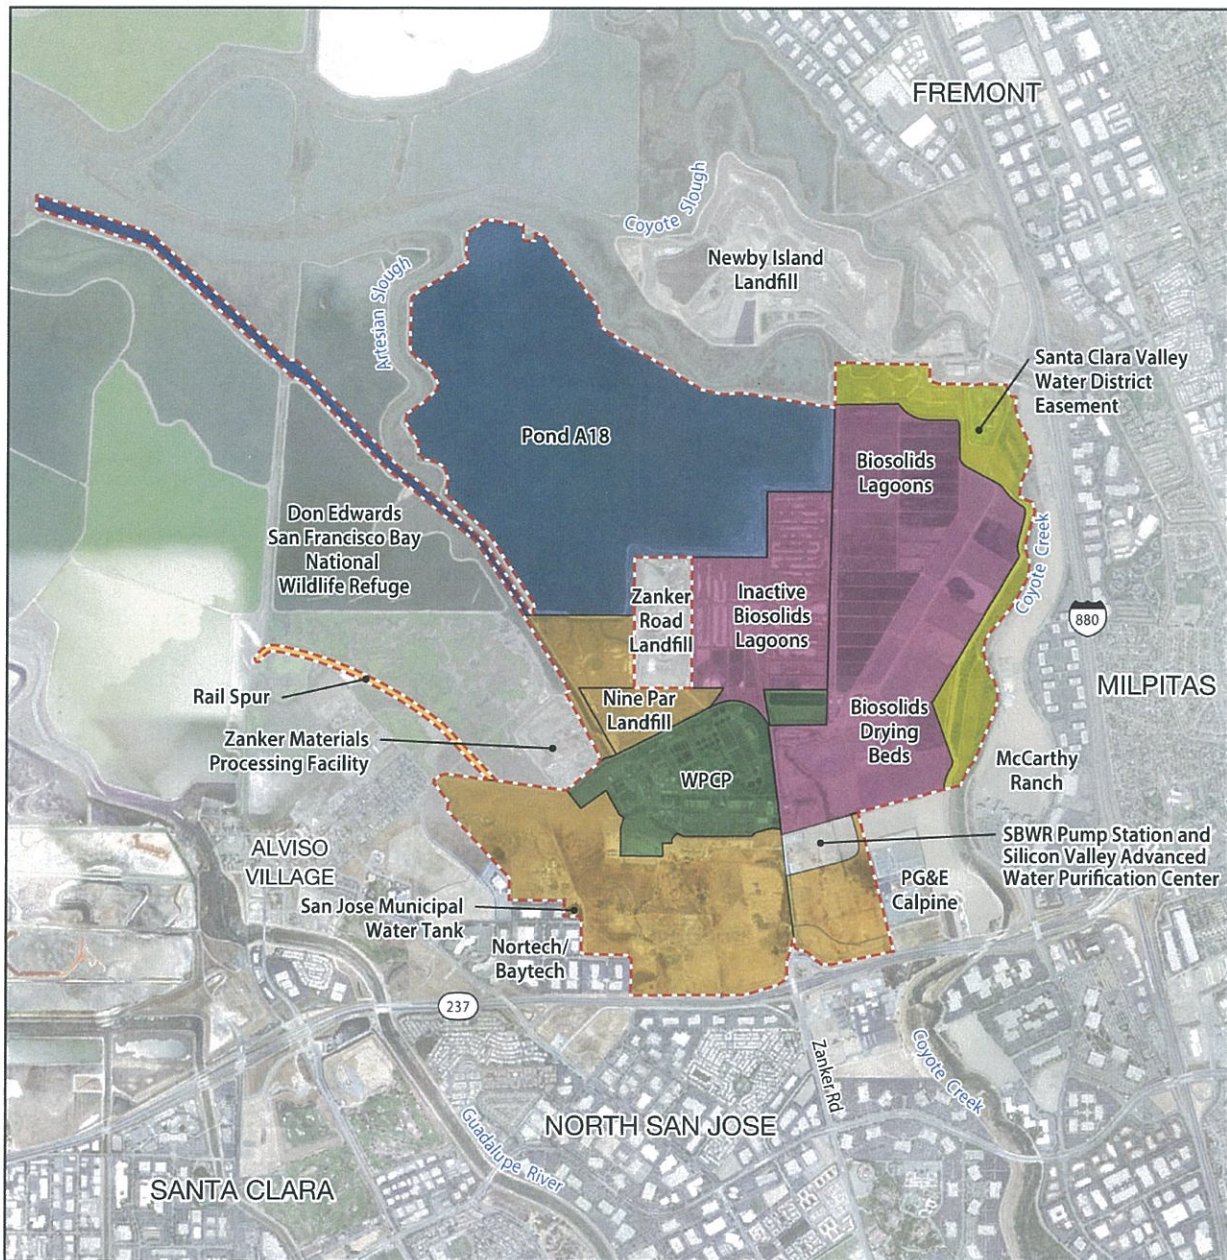 FREMONT
Coyote Slough
Newby Island
Landfill
Artesian Slough
Santa Clara Valley
Water District
Easement
Pond A18
Biosolids
Lagoons
Don Edwards
San Francisco Bay
National
Wildlife Refuge
Coyote Creek
Zanker
Road
Landfill
Inactive
Biosolids
Lagoons
880
MILPITAS
Rail Spur
Nine Par
Landfill
Biosolids
Drying
Beds
Zanker Materials
Processing Facility
WPCP
McCarthy
Ranch
ALVISO
VILLAGE
SBWR Pump Station and
Silicon Valley Advanced
Water Purification Center
PG&E
Calpine
San Jose Municipal
Water Tank
Nortech/
Baytech
237
Zanker Rd
Coyote Creek
Guadalupe River
NORTH SAN JOSE
SANTA CLARA